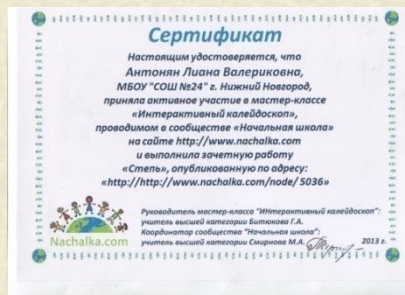 Сертификат
Настоящим удостоверяется, что
Антонян Лиана Валериковна,
МБОУ "СОШ №24" г. Нижний Новгород,
приняла активное участие в мастер-классе
«Интерактивный калейдоскоп»,
проводимом в сообществе «Начальная школа»
на сайте http://www.nachalka.com
и выполнила зачетную работу
«Степь», опубликованную по адресу:
«http://http://www.nachalka.com/node/ 5036»
Руководитель мастер-класса "ИНтерактивный калейдоскоп":
учитель высшей категории Битюкова Г.А.
Координатор сообщества "Начальная школа":
учитель высшей категории Смирнова М.А. 2013 г.
Nachalka.com